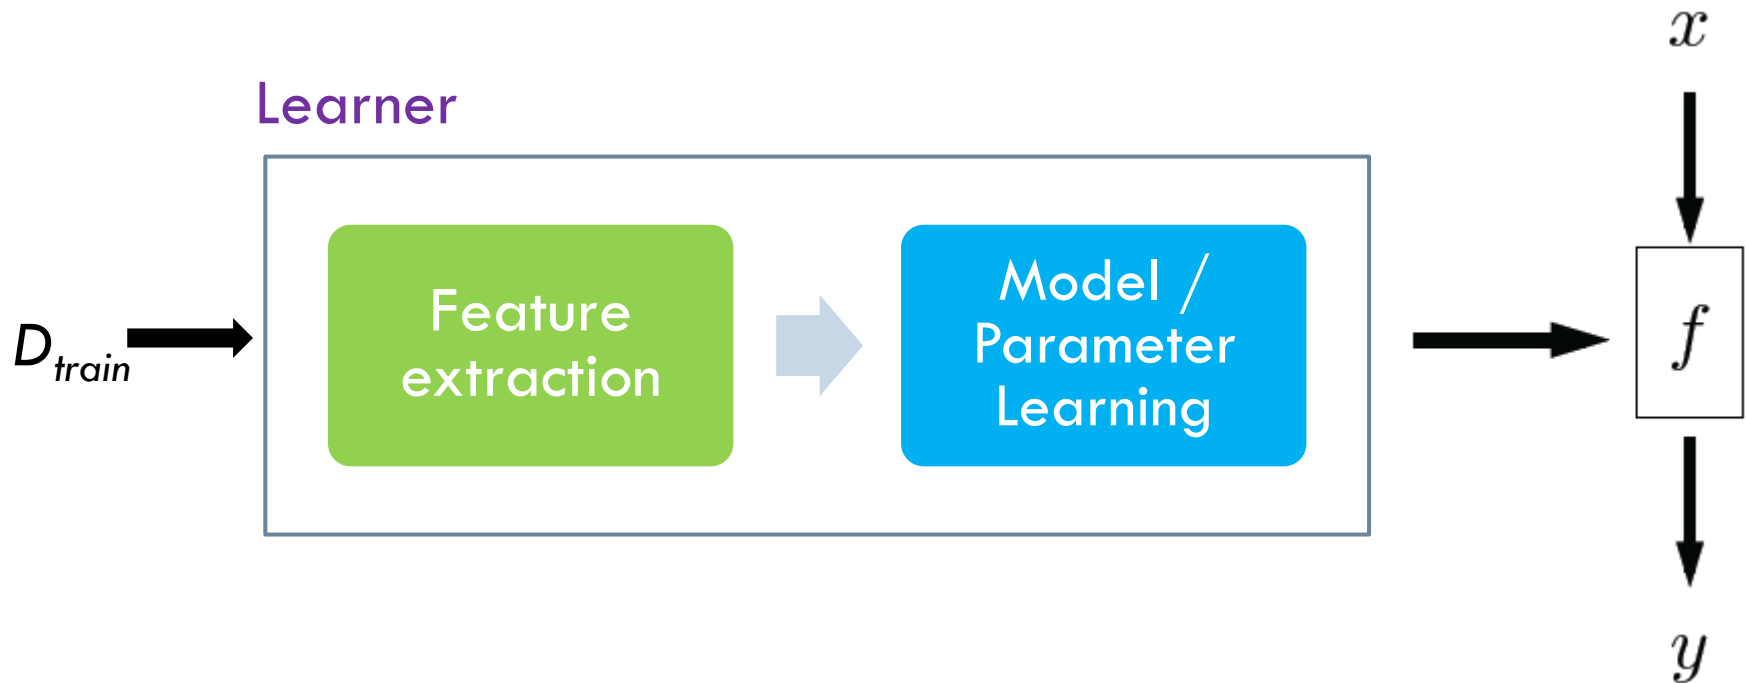 x
Learner
Feature
extraction
Model /
Parameter
Learning
D_train
f
y